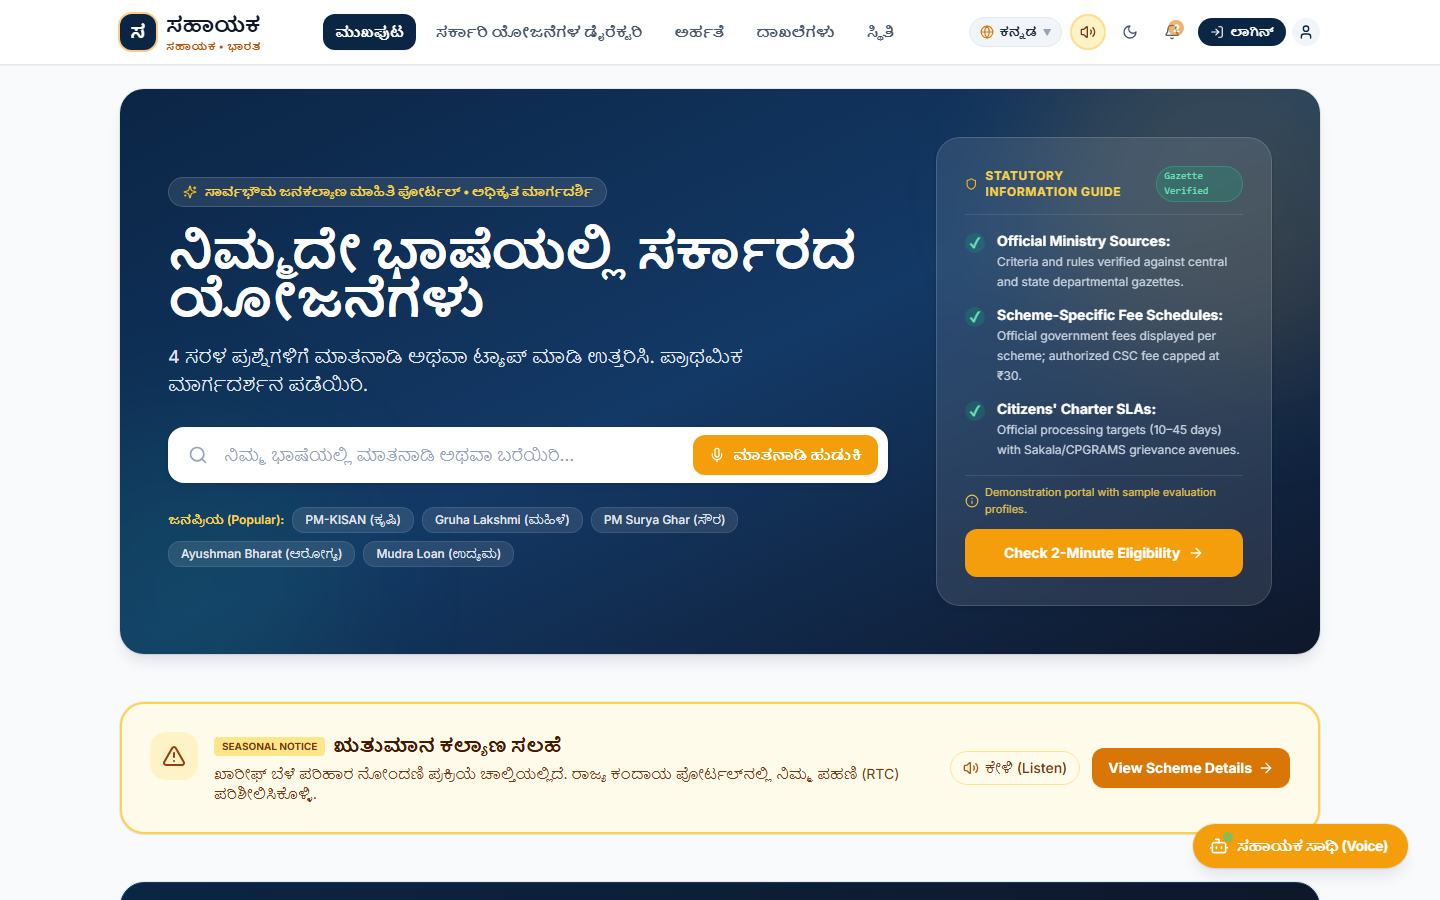 ಸ
ಸಹಾಯಕ
ಸಹಾಯಕ • ಭಾರತ
ಮುಖಪುಟ
ಸರ್ಕಾರಿ ಯೋಜನೆಗಳ ಡೈರೆಕ್ಟರಿ
ಅರ್ಹತೆ
ದಾಖಲೆಗಳು
ಸ್ಥಿತಿ
ಕನ್ನಡ
ಲಾಗಿನ್
ಸಾರ್ವಭೌಮ ಜನಕಲ್ಯಾಣ ಮಾಹಿತಿ ಪೋರ್ಟಲ್ • ಅಧಿಕೃತ ಮಾರ್ಗದರ್ಶಿ
ನಿಮ್ಮದೇ ಭಾಷೆಯಲ್ಲಿ ಸರ್ಕಾರದ
ಯೋಜನೆಗಳು
4 ಸರಳ ಪ್ರಶ್ನೆಗಳಿಗೆ ಮಾತನಾಡಿ ಅಥವಾ ಟ್ಯಾಪ್ ಮಾಡಿ ಉತ್ತರಿಸಿ. ಪ್ರಾಥಮಿಕ
ಮಾರ್ಗದರ್ಶನ ಪಡೆಯಿರಿ.
ನಿಮ್ಮ ಭಾಷೆಯಲ್ಲಿ ಮಾತನಾಡಿ ಅಥವಾ ಬರೆಯಿರಿ...
ಮಾತನಾಡಿ ಹುಡುಕಿ
ಜನಪ್ರಿಯ (Popular):
PM-KISAN (ಕೃಷಿ)
Gruha Lakshmi (ಮಹಿಳೆ)
PM Surya Ghar (ಸೌರ)
Ayushman Bharat (ಆರೋಗ್ಯ)
Mudra Loan (ಉದ್ಯಮ)
STATUTORY
INFORMATION GUIDE
Gazette
Verified
Official Ministry Sources:
Criteria and rules verified against central
and state departmental gazettes.
Scheme-Specific Fee Schedules:
Official government fees displayed per
scheme; authorized CSC fee capped at
₹30.
Citizens' Charter SLAs:
Official processing targets (10–45 days)
with Sakala/CPGRAMS grievance avenues.
Demonstration portal with sample evaluation
profiles.
Check 2-Minute Eligibility →
SEASONAL NOTICE
ಋತುಮಾನ ಕಲ್ಯಾಣ ಸಲಹೆ
ಖಾರೀಫ್ ಬೆಳೆ ಪರಿಹಾರ ನೋಂದಣಿ ಪ್ರಕ್ರಿಯೆ ಚಾಲ್ತಿಯಲ್ಲಿದೆ. ರಾಜ್ಯ ಕಂದಾಯ ಪೋರ್ಟಲ್‌ನಲ್ಲಿ ನಿಮ್ಮ ಪಹಣಿ (RTC)
ಪರಿಶೀಲಿಸಿಕೊಳ್ಳಿ.
ಕೇಳಿ (Listen)
View Scheme Details →
ಸಹಾಯಕ ಸಾಥಿ (Voice)